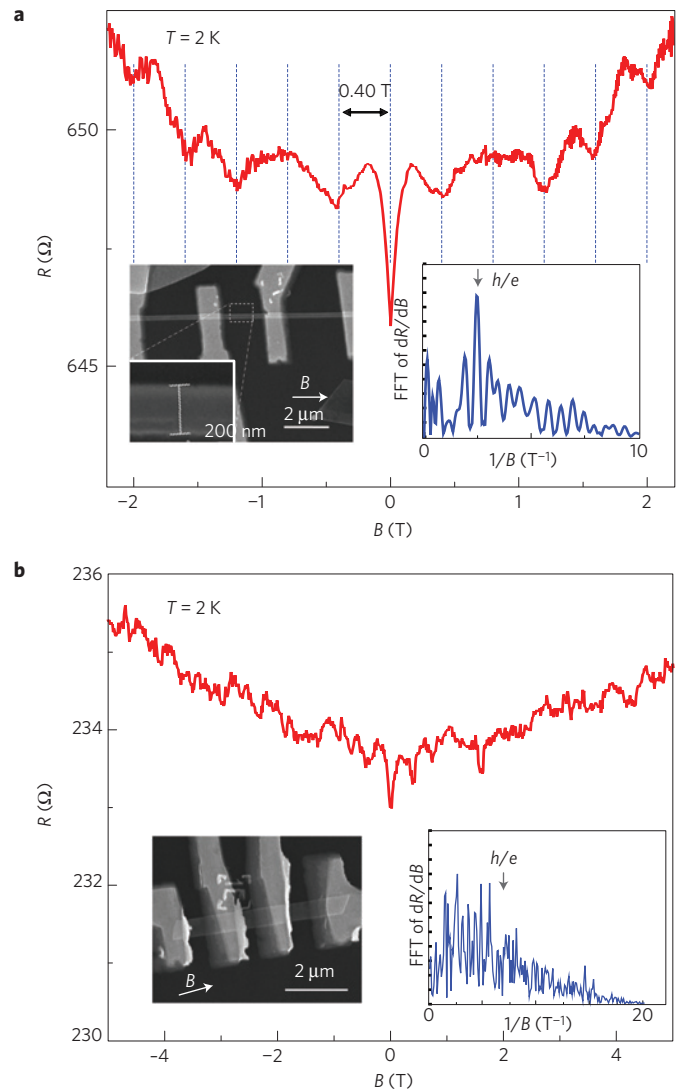 a
T = 2 K
0.40 T
650
645
R (Ω)
B
2 μm
200 nm
h/e
FFT of dR/dB
0
10
1/B (T⁻¹)
−2
−1
0
1
2
B (T)
b
236
T = 2 K
234
232
230
R (Ω)
B
2 μm
h/e
FFT of dR/dB
0
20
1/B (T⁻¹)
−4
−2
0
2
4
B (T)